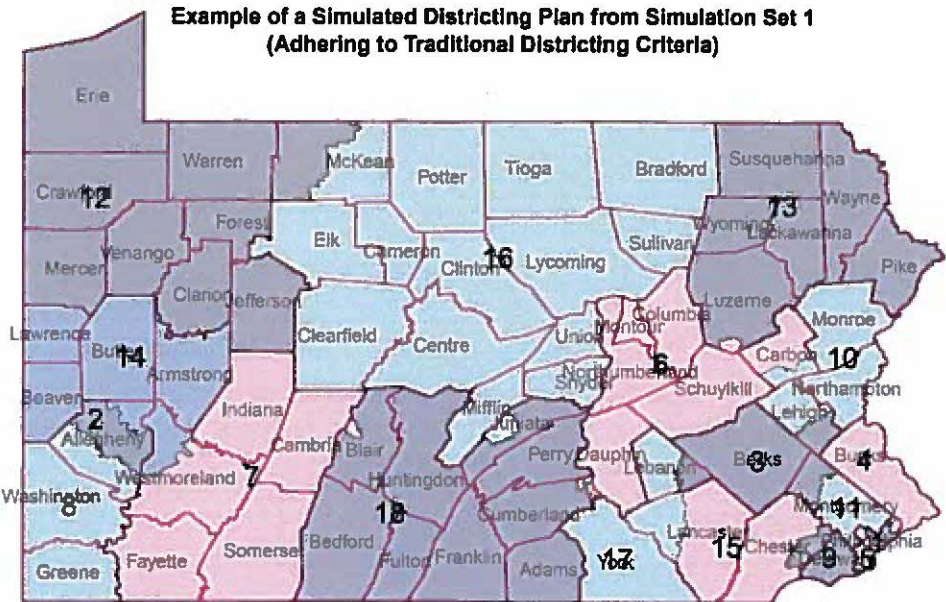 Example of a Simulated Districting Plan from Simulation Set 1
(Adhering to Traditional Districting Criteria)
Erie
Warren
McKean
Potter
Tioga
Bradford
Susquehanna
Wayne
Crawford
12
Forest
Elk
Cameron
Clinton
16
Lycoming
Sullivan
Wyoming
13
Lackawanna
Pike
Mercer
Venango
Clarion
Jefferson
Clearfield
Centre
Union
Montour
Columbia
Luzerne
Monroe
Lawrence
Butler
14
Armstrong
Snyder
Northumberland
6
Schuylkill
Carbon
10
Northampton
Beaver
2
Allegheny
Indiana
Cambria
Blair
Mifflin
Juniata
Lehigh
Washington
8
Westmoreland
7
Huntingdon
Perry
Dauphin
Lebanon
Berks
3
Bucks
4
Montgomery
11
Greene
Fayette
Somerset
Bedford
18
Fulton
Franklin
Cumberland
Adams
York
17
Lancaster
15
Chester
9
Philadelphia
1
5